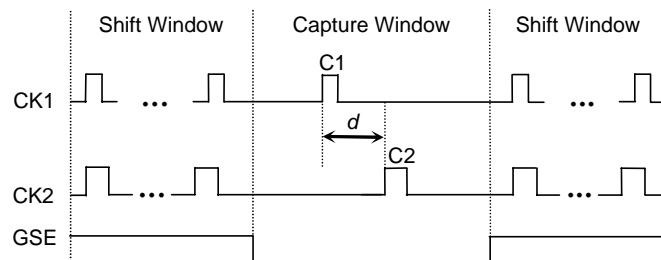 Shift Window Capture Window Shift Window
C1
CK1 ... ...
d
C2
CK2 ... ...
GSE